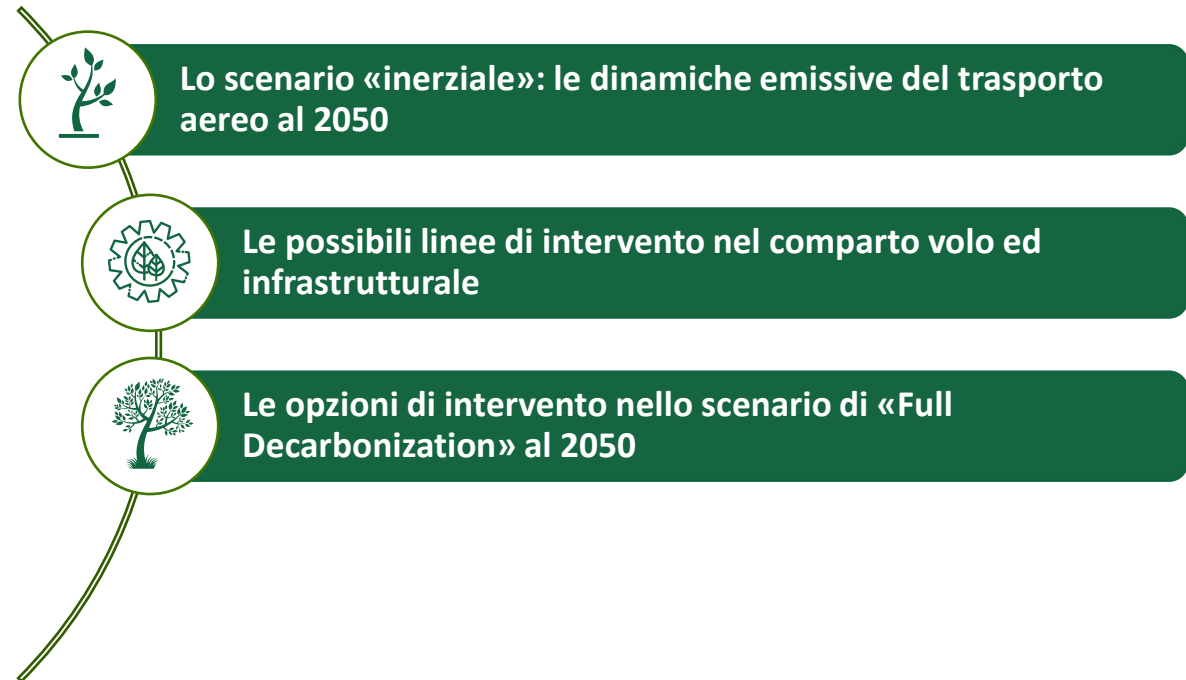 Lo scenario «inerziale»: le dinamiche emissive del trasporto
aereo al 2050
Le possibili linee di intervento nel comparto volo ed
infrastrutturale
Le opzioni di intervento nello scenario di «Full
Decarbonization» al 2050